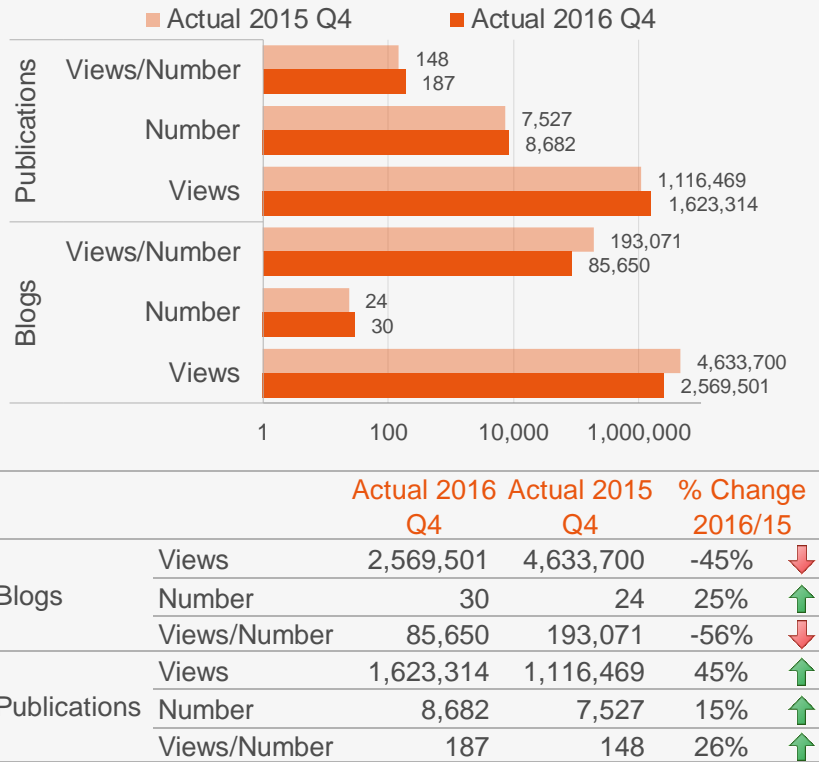 Actual 2015 Q4 Actual 2016 Q4
Publications
Views/Number 148
187
Number 7,527
8,682
Views 1,116,469
1,623,314
Blogs
Views/Number 193,071
85,650
Number 24
30
Views 4,633,700
2,569,501
1 100 10,000 1,000,000
Actual 2016 Actual 2015 % Change
Q4 Q4 2016/15
Views 2,569,501 4,633,700 -45%
Blogs Number 30 24 25%
Views/Number 85,650 193,071 -56%
Views 1,623,314 1,116,469 45%
Publications Number 8,682 7,527 15%
Views/Number 187 148 26%